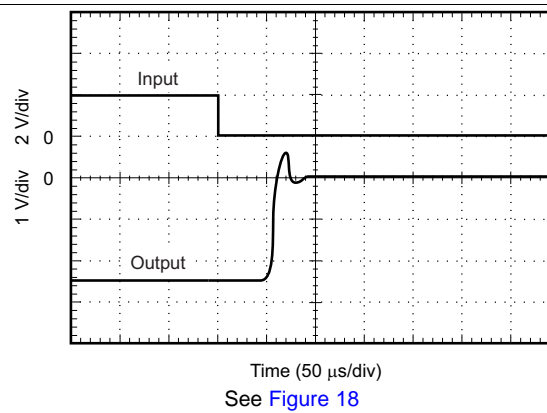 Input
2 V/div
0
0
1 V/div
Output
Time (50 μs/div)
See Figure 18